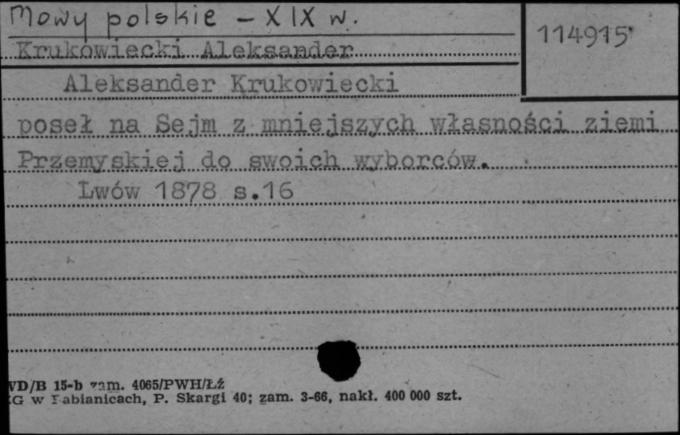 Mowy polskie - XIX w.
114915
Krukowiecki Aleksander
Aleksander Krukowiecki
poseł na Sejm z mniejszych własności ziemi
Przemyskiej do swoich wyborców.
Lwów 1878 s.16
WD/B 15-b zam. 4065/PWH/ŁŹ
w Pabianicach, P. Skargi 40; zam. 3-66, nakł. 400 000 szt.